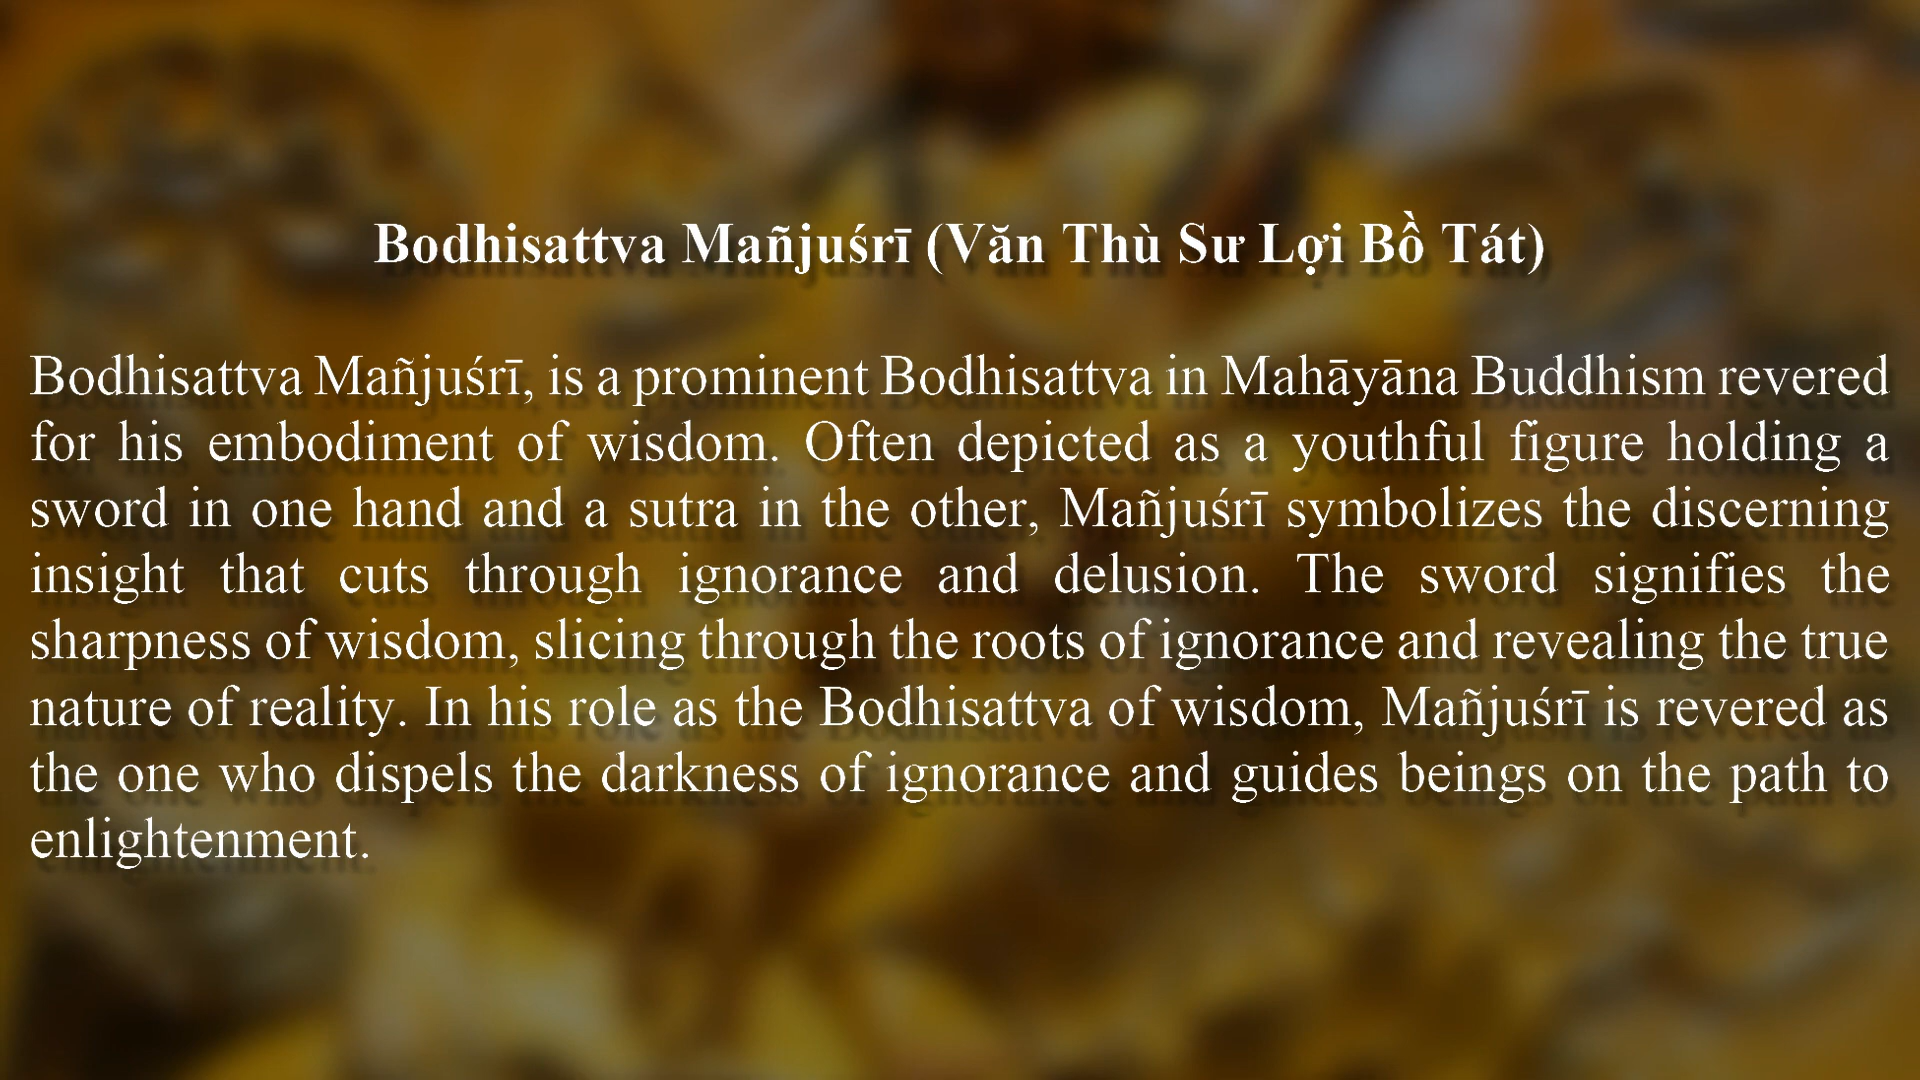 Bodhisattva Mañjuśrī (Văn Thù Sư Lợi Bồ Tát)
Bodhisattva Mañjuśrī, is a prominent Bodhisattva in Mahāyāna Buddhism revered
for his embodiment of wisdom. Often depicted as a youthful figure holding a
sword in one hand and a sutra in the other, Mañjuśrī symbolizes the discerning
insight that cuts through ignorance and delusion. The sword signifies the
sharpness of wisdom, slicing through the roots of ignorance and revealing the true
nature of reality. In his role as the Bodhisattva of wisdom, Mañjuśrī is revered as
the one who dispels the darkness of ignorance and guides beings on the path to
enlightenment.